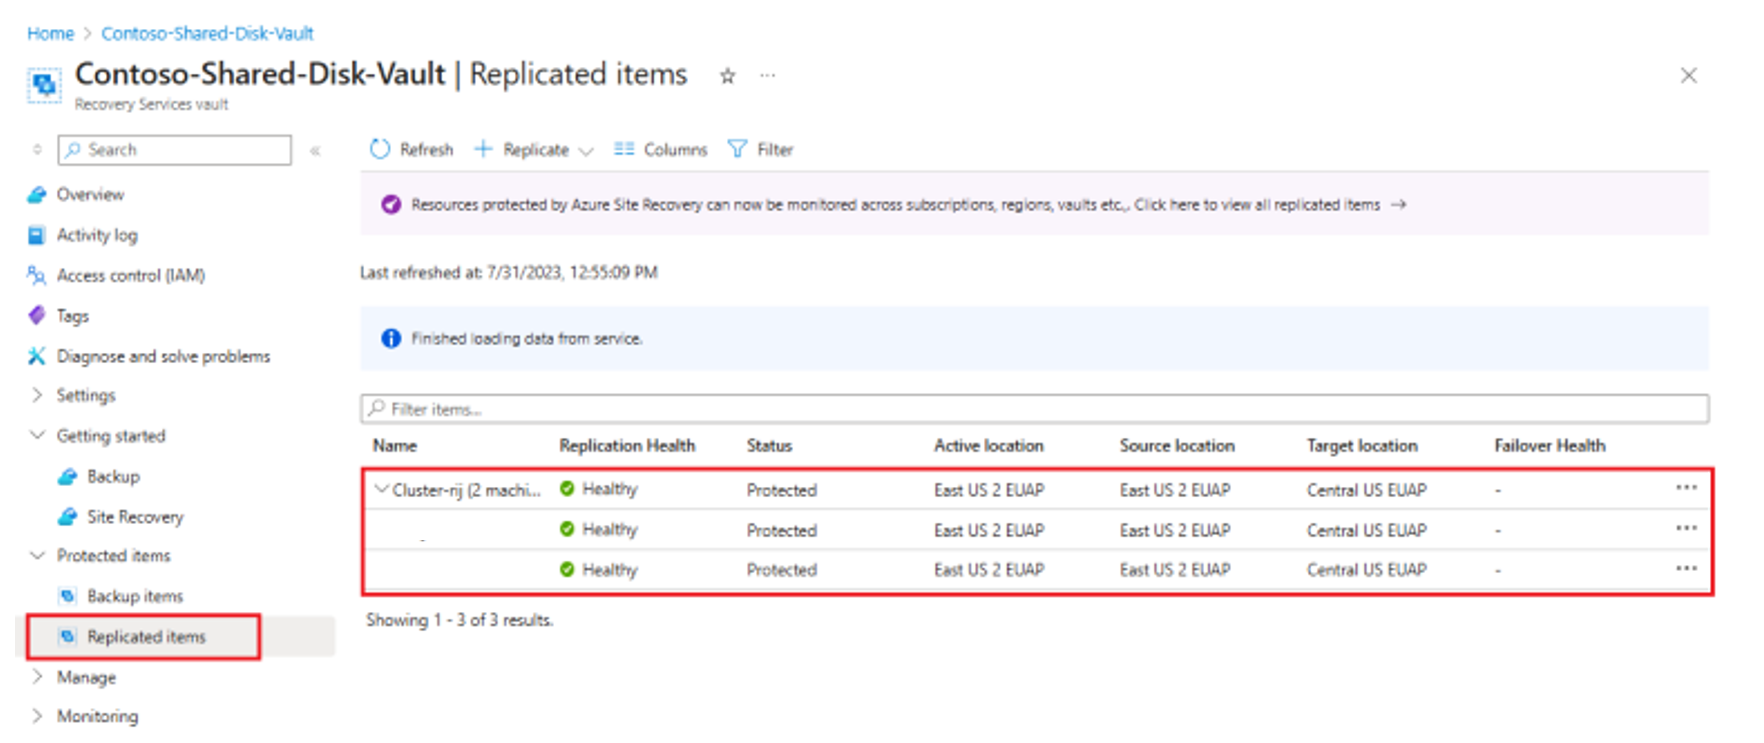 Home > Contoso-Shared-Disk-Vault
Contoso-Shared-Disk-Vault | Replicated items ☆ ...
Recovery Services vault
Search «
Refresh + Replicate Columns Filter
Overview
Resources protected by Azure Site Recovery can now be monitored across subscriptions, regions, vaults etc.,. Click here to view all replicated items →
Activity log
Access control (IAM)
Last refreshed at: 7/31/2023, 12:55:09 PM
Tags
Finished loading data from service.
Diagnose and solve problems
Settings
Filter items...
Getting started
Name Replication Health Status Active location Source location Target location Failover Health
Backup
Cluster-rij (2 machi... Healthy Protected East US 2 EUAP East US 2 EUAP Central US EUAP - ...
Site Recovery
- Healthy Protected East US 2 EUAP East US 2 EUAP Central US EUAP - ...
Protected items
Healthy Protected East US 2 EUAP East US 2 EUAP Central US EUAP - ...
Backup items
Showing 1 - 3 of 3 results.
Replicated items
Manage
Monitoring